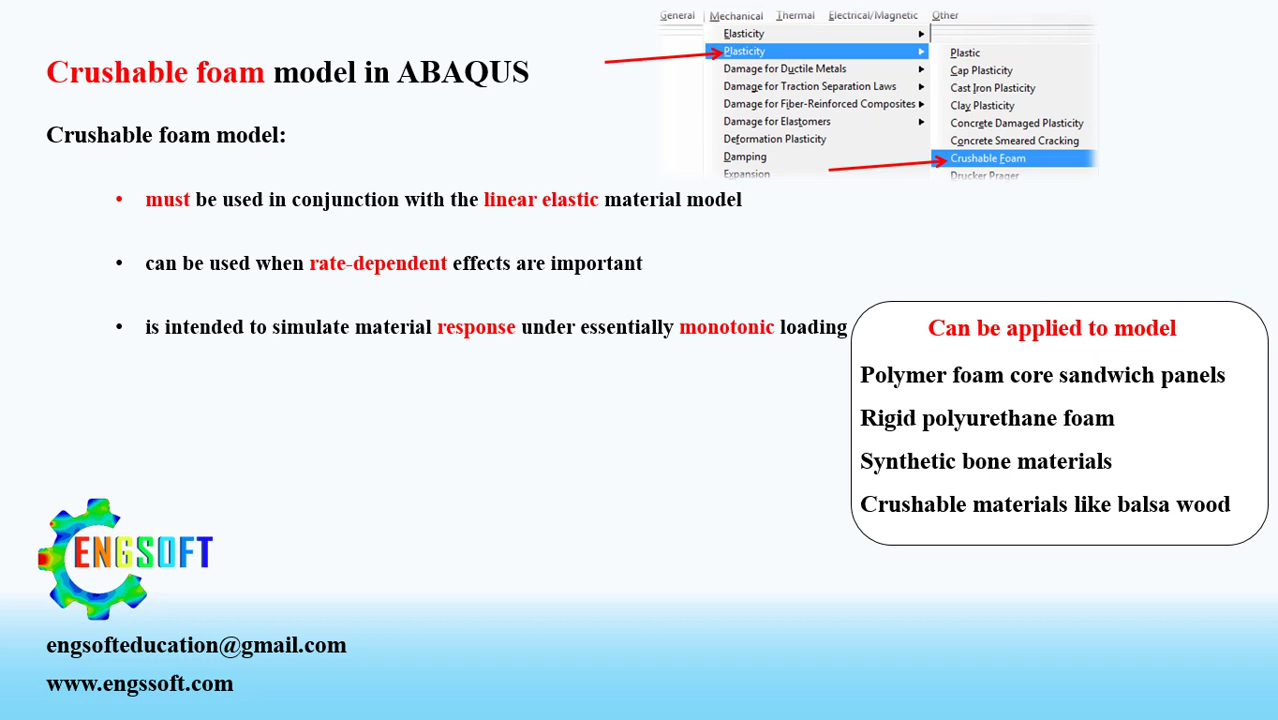 General Mechanical Thermal Electrical/Magnetic Other
Elasticity
Plasticity
Damage for Ductile Metals
Damage for Traction Separation Laws
Damage for Fiber-Reinforced Composites
Damage for Elastomers
Deformation Plasticity
Damping
Expansion
Plastic
Cap Plasticity
Cast Iron Plasticity
Clay Plasticity
Concrete Damaged Plasticity
Concrete Smeared Cracking
Crushable Foam
Drucker Prager
Crushable foam model in ABAQUS
Crushable foam model:
• must be used in conjunction with the linear elastic material model
• can be used when rate-dependent effects are important
• is intended to simulate material response under essentially monotonic loading
Can be applied to model
Polymer foam core sandwich panels
Rigid polyurethane foam
Synthetic bone materials
Crushable materials like balsa wood
ENGSOFT
engsofteducation@gmail.com
www.engssoft.com